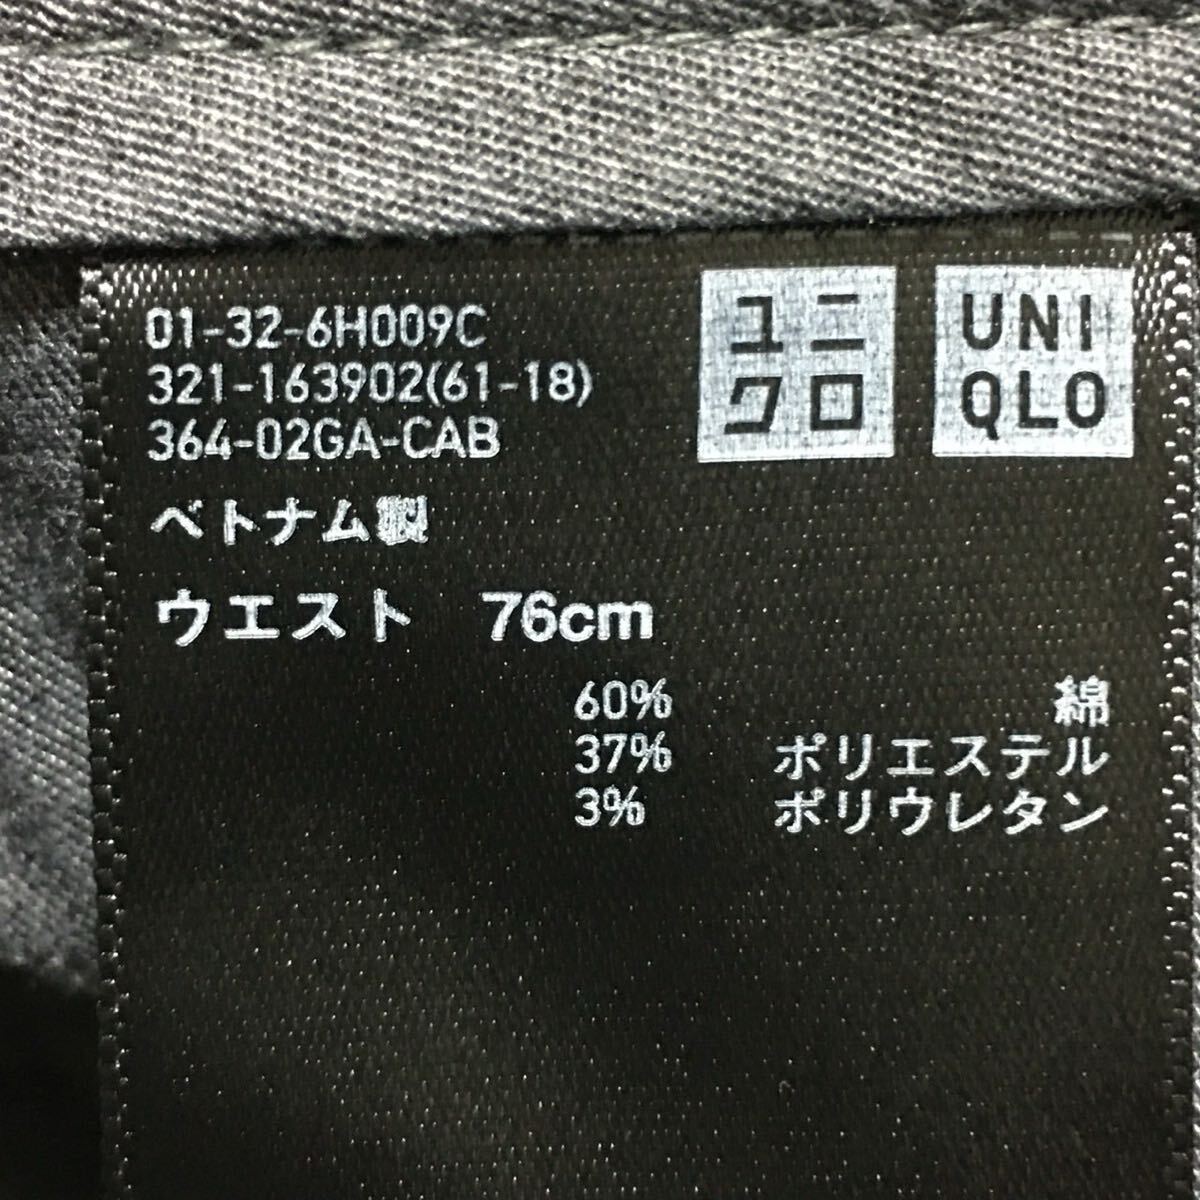 01-32-6H009C
321-163902(61-18)
364-02GA-CAB
ユニ
クロ
UNI
QLO
ベトナム製
ウエスト 76cm
60% 綿
37% ポリエステル
3% ポリウレタン